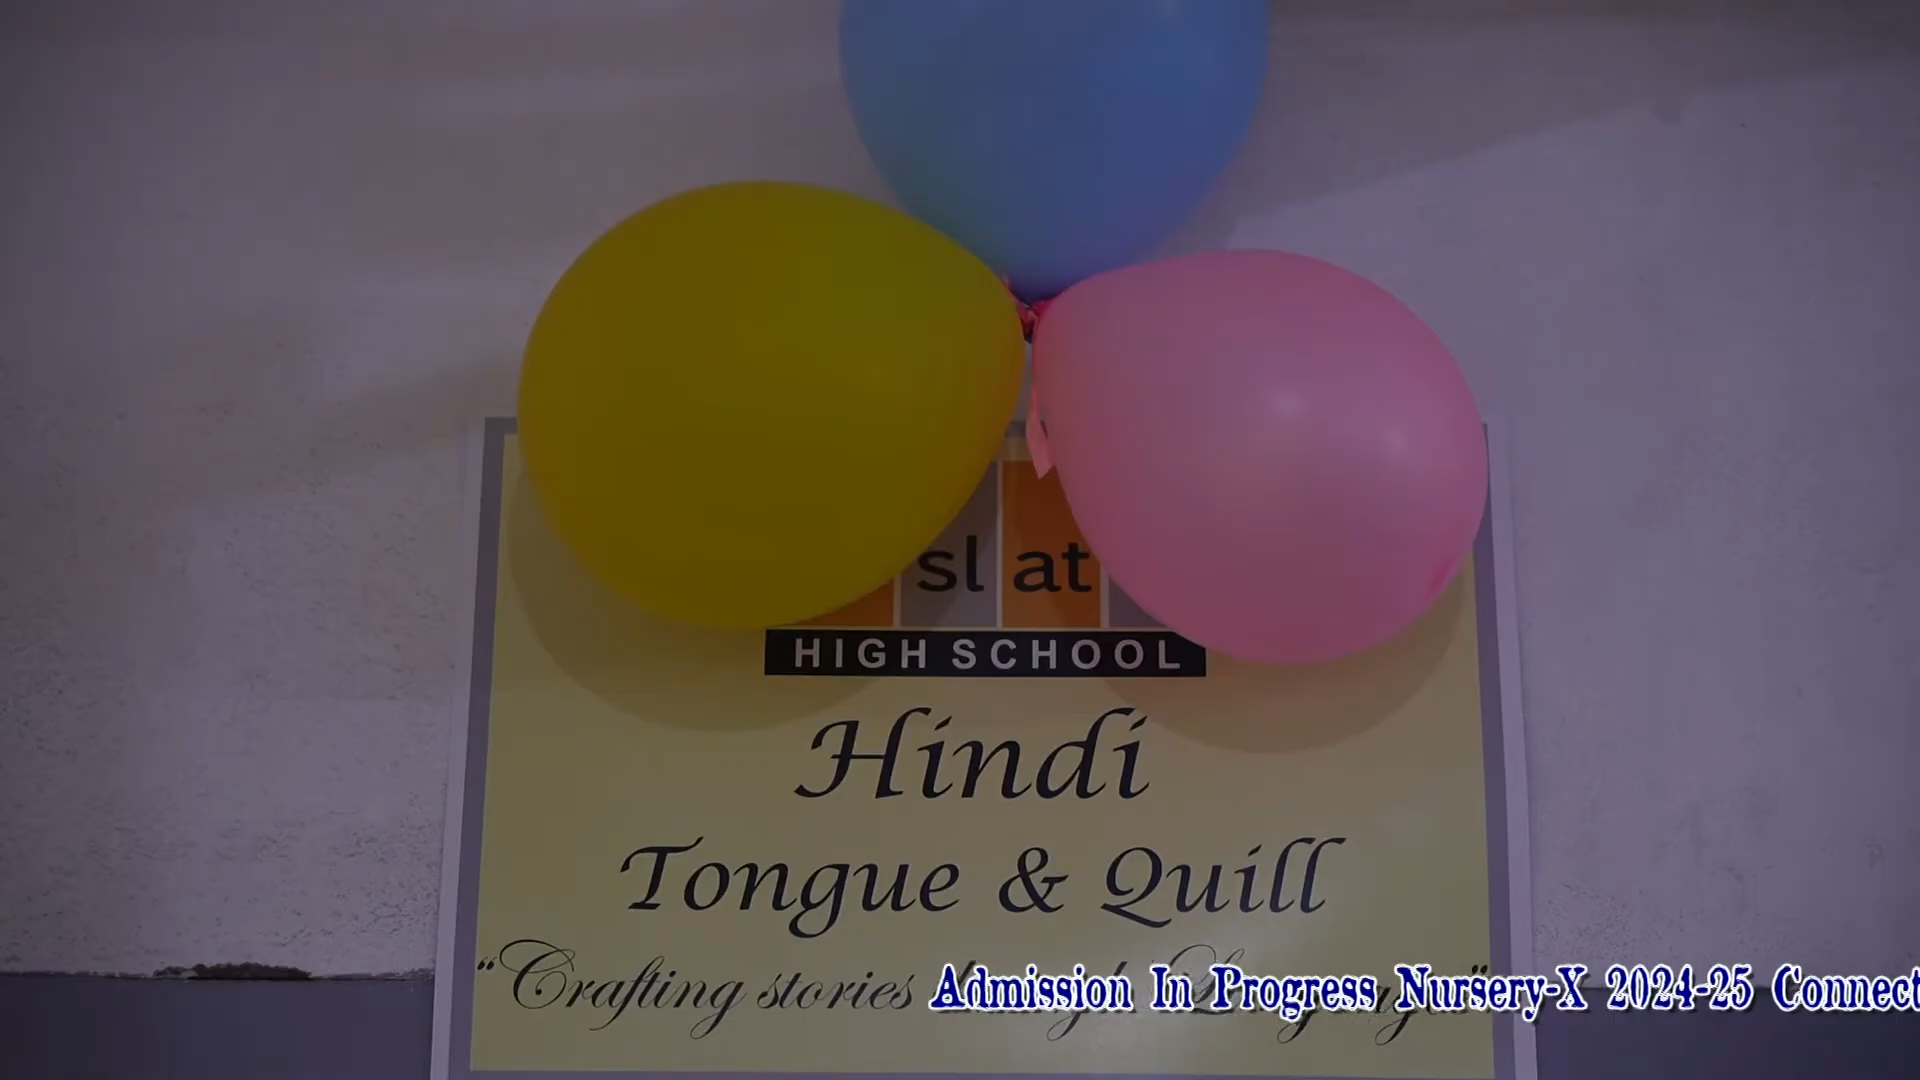 sl at
HIGH SCHOOL
Hindi
Tongue & Quill
"Crafting stories
Admission In Progress Nursery-X 2024-25 Connect